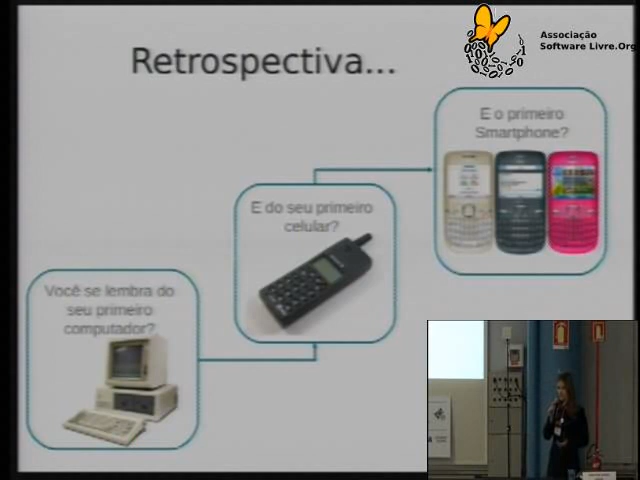 Associação
Software Livre.Org
Retrospectiva...
E o primeiro
Smartphone?
E do seu primeiro
celular?
Você se lembra do
seu primeiro
computador?